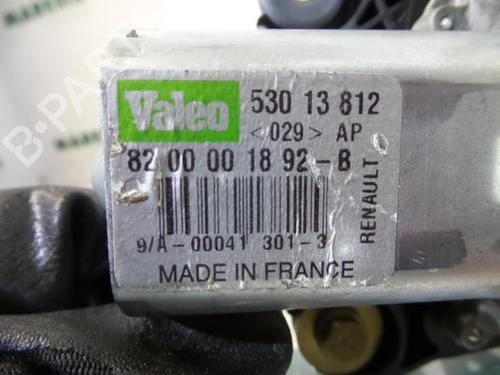 Valeo
530 13 812
<029> AP
82 00 00 18 92-B
RENAULT
9/A-00041 301-3
MADE IN FRANCE
B-PARTS